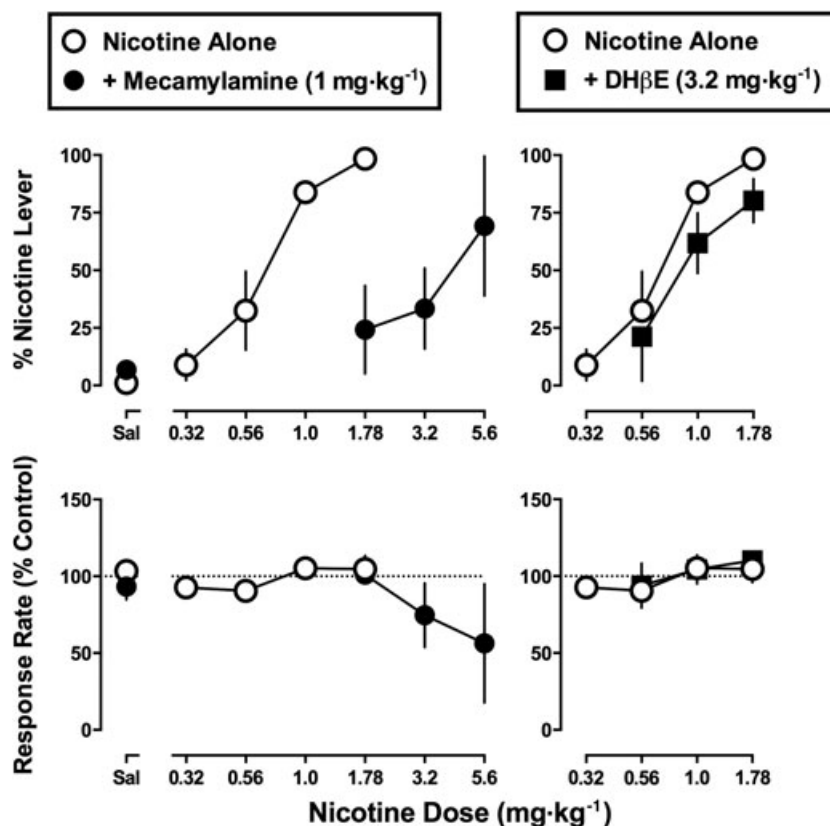 Nicotine Alone
+ Mecamylamine (1 mg·kg⁻¹)
Nicotine Alone
+ DHβE (3.2 mg·kg⁻¹)
% Nicotine Lever
100
75
50
25
0
Sal 0.32 0.56 1.0 1.78 3.2 5.6
100
75
50
25
0
0.32 0.56 1.0 1.78
Response Rate (% Control)
150
100
50
0
Sal 0.32 0.56 1.0 1.78 3.2 5.6
150
100
50
0
0.32 0.56 1.0 1.78
Nicotine Dose (mg·kg⁻¹)